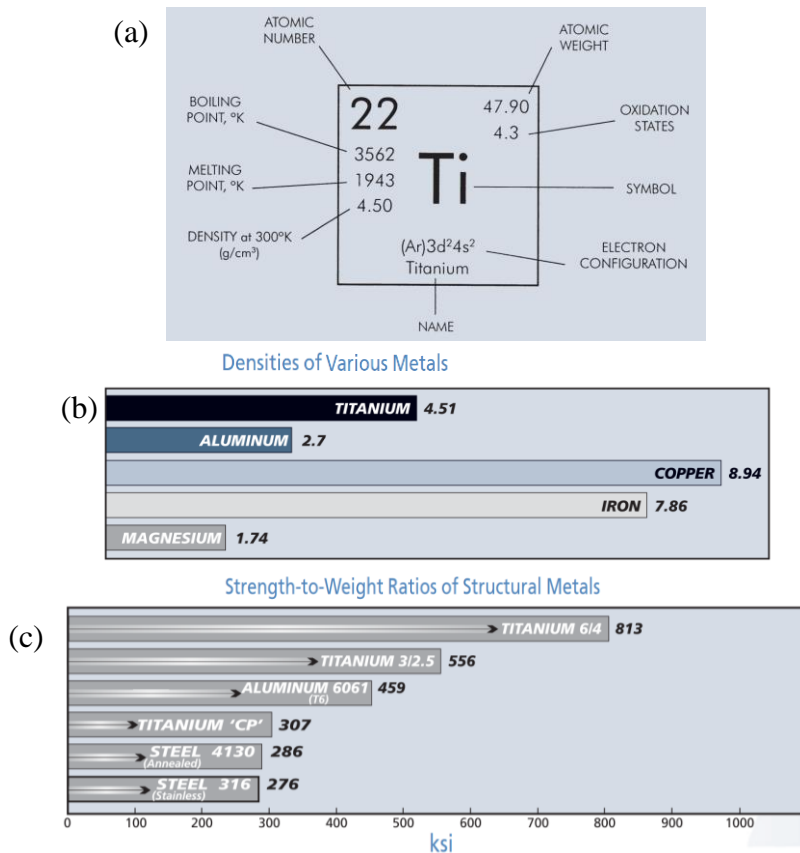 (a)
ATOMIC
NUMBER
ATOMIC
WEIGHT
BOILING
POINT, °K
22
47.90
OXIDATION
STATES
3562
4.3
MELTING
POINT, °K
1943
Ti
SYMBOL
4.50
DENSITY at 300°K
(g/cm³)
(Ar)3d²4s²
ELECTRON
CONFIGURATION
Titanium
NAME
Densities of Various Metals
(b)
TITANIUM 4.51
ALUMINUM 2.7
COPPER 8.94
IRON 7.86
MAGNESIUM 1.74
Strength-to-Weight Ratios of Structural Metals
(c)
TITANIUM 6/4 813
TITANIUM 3/2.5 556
ALUMINUM 6061 459
(T6)
TITANIUM 'CP' 307
STEEL 4130 286
(Annealed)
STEEL 316 276
(Stainless)
0 100 200 300 400 500 600 700 800 900 1000
ksi